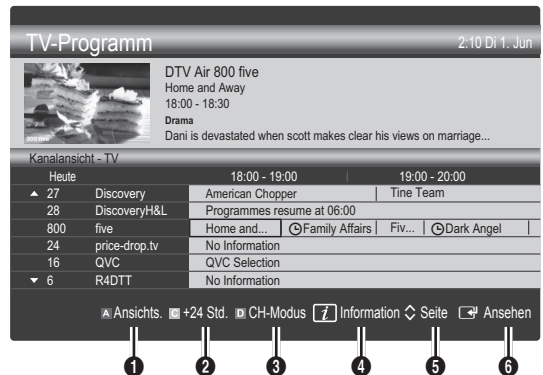 TV-Programm 2:10 Di 1. Jun
DTV Air 800 five
Home and Away
18:00 - 18:30
Drama
Dani is devastated when scott makes clear his views on marriage...
800 five
Kanalansicht - TV
Heute 18:00 - 19:00 19:00 - 20:00
▲ 27 Discovery American Chopper Tine Team
28 DiscoveryH&L Programmes resume at 06:00
800 five Home and... Family Affairs Fiv... Dark Angel
24 price-drop.tv No Information
16 QVC QVC Selection
▼ 6 R4DTT No Information
A Ansichts. C +24 Std. D CH-Modus i Information Seite Ansehen
1 2 3 4 5 6